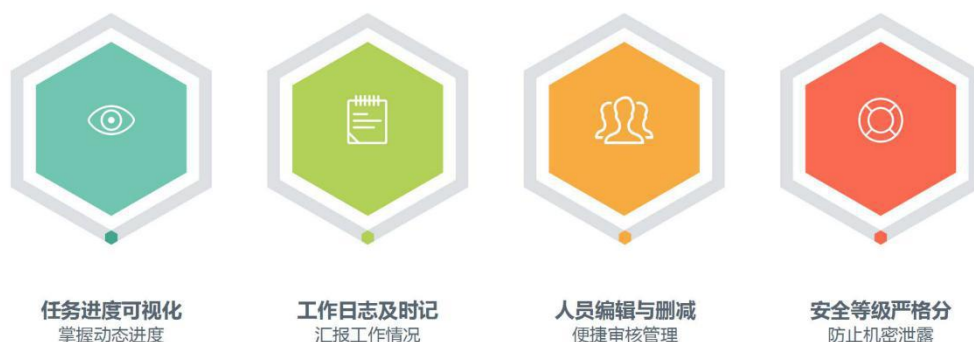 任务进度可视化
掌握动态进度
工作日志及时记
汇报工作情况
人员编辑与删减
便捷审核管理
安全等级严格分
防止机密泄露